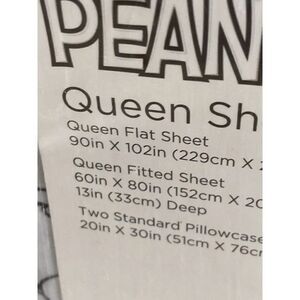 PEAN
Queen Sh
Queen Flat Sheet
90in X 102in (229cm X 2
Queen Fitted Sheet
60in X 80in (152cm X 20
13in (33cm) Deep
Two Standard Pillowcase
20in X 30in (51cm X 76cm